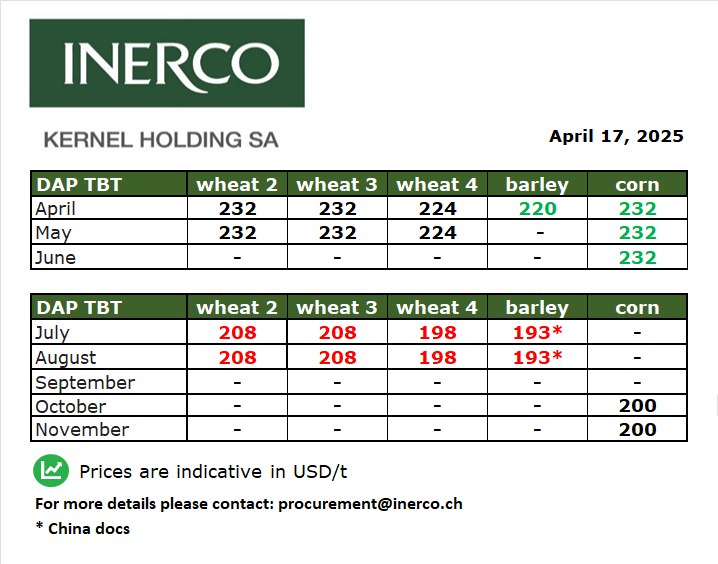 INERCO
KERNEL HOLDING SA
April 17, 2025
DAP TBT wheat 2 wheat 3 wheat 4 barley corn
April 232 232 224 220 232
May 232 232 224 - 232
June - - - - 232
DAP TBT wheat 2 wheat 3 wheat 4 barley corn
July 208 208 198 193* -
August 208 208 198 193* -
September - - - - -
October - - - - 200
November - - - - 200
Prices are indicative in USD/t
For more details please contact: procurement@inerco.ch
* China docs